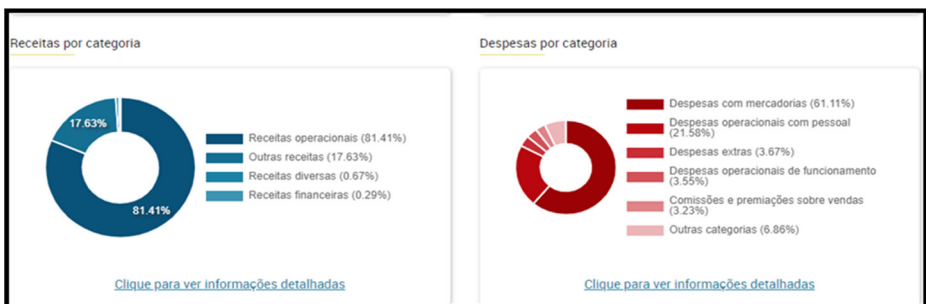 Receitas por categoria
17.63%
81.41%
Receitas operacionais (81.41%)
Outras receitas (17.63%)
Receitas diversas (0.67%)
Receitas financeiras (0.29%)
Clique para ver informações detalhadas
Despesas por categoria
Despesas com mercadorias (61.11%)
Despesas operacionais com pessoal
(21.58%)
Despesas extras (3.67%)
Despesas operacionais de funcionamento
(3.55%)
Comissões e premiações sobre vendas
(3.23%)
Outras categorias (6.86%)
Clique para ver informações detalhadas